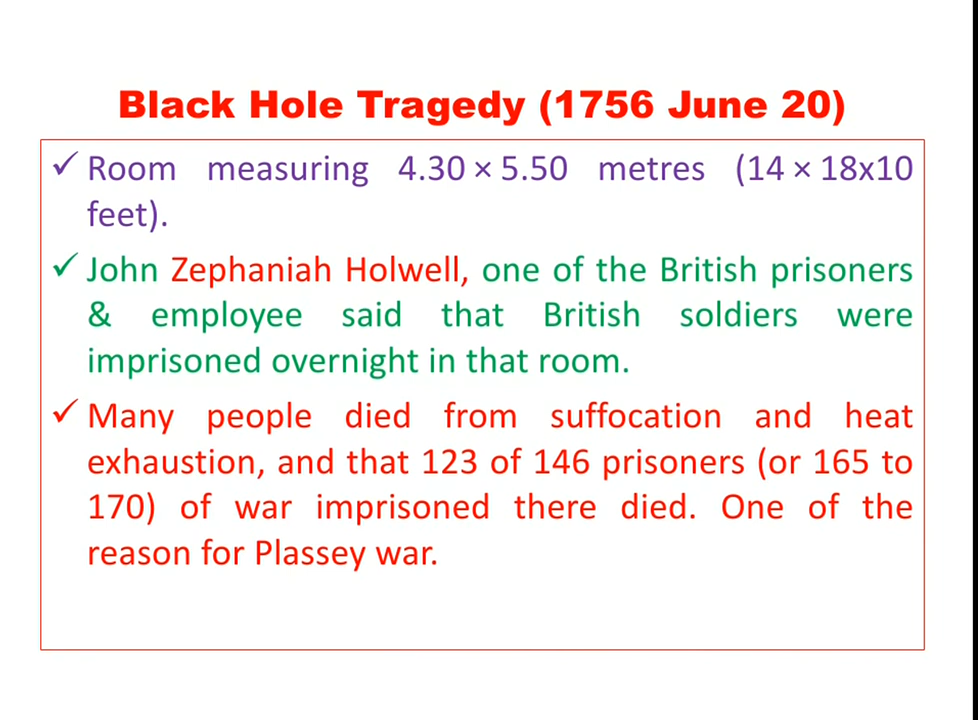 Black Hole Tragedy (1756 June 20)
✓ Room measuring 4.30 × 5.50 metres (14 × 18x10
feet).
✓ John Zephaniah Holwell, one of the British prisoners
& employee said that British soldiers were
imprisoned overnight in that room.
✓ Many people died from suffocation and heat
exhaustion, and that 123 of 146 prisoners (or 165 to
170) of war imprisoned there died. One of the
reason for Plassey war.